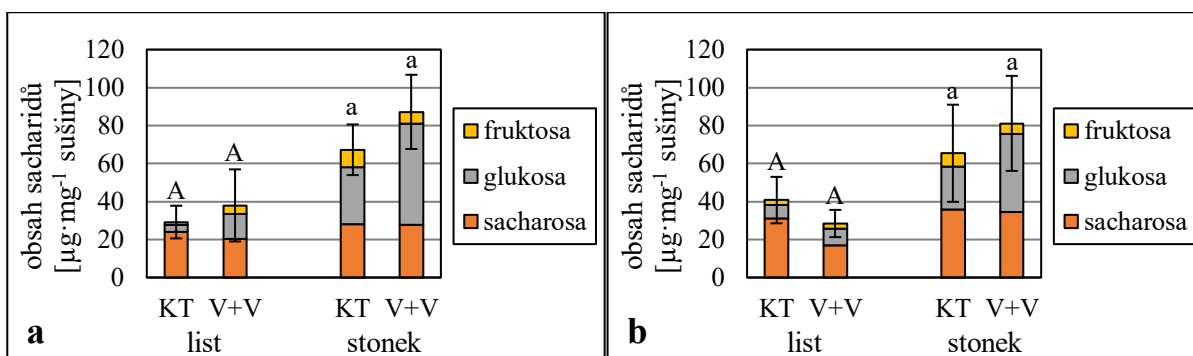 obsah sacharidů
[µg·mg⁻¹ sušiny]
120
100
80
60
40
20
0
A
A
a
a
KT
V+V
KT
V+V
list
stonek
fruktosa
glukosa
sacharosa
a
obsah sacharidů
[µg·mg⁻¹ sušiny]
120
100
80
60
40
20
0
A
A
a
a
KT
V+V
KT
V+V
list
stonek
fruktosa
glukosa
sacharosa
b